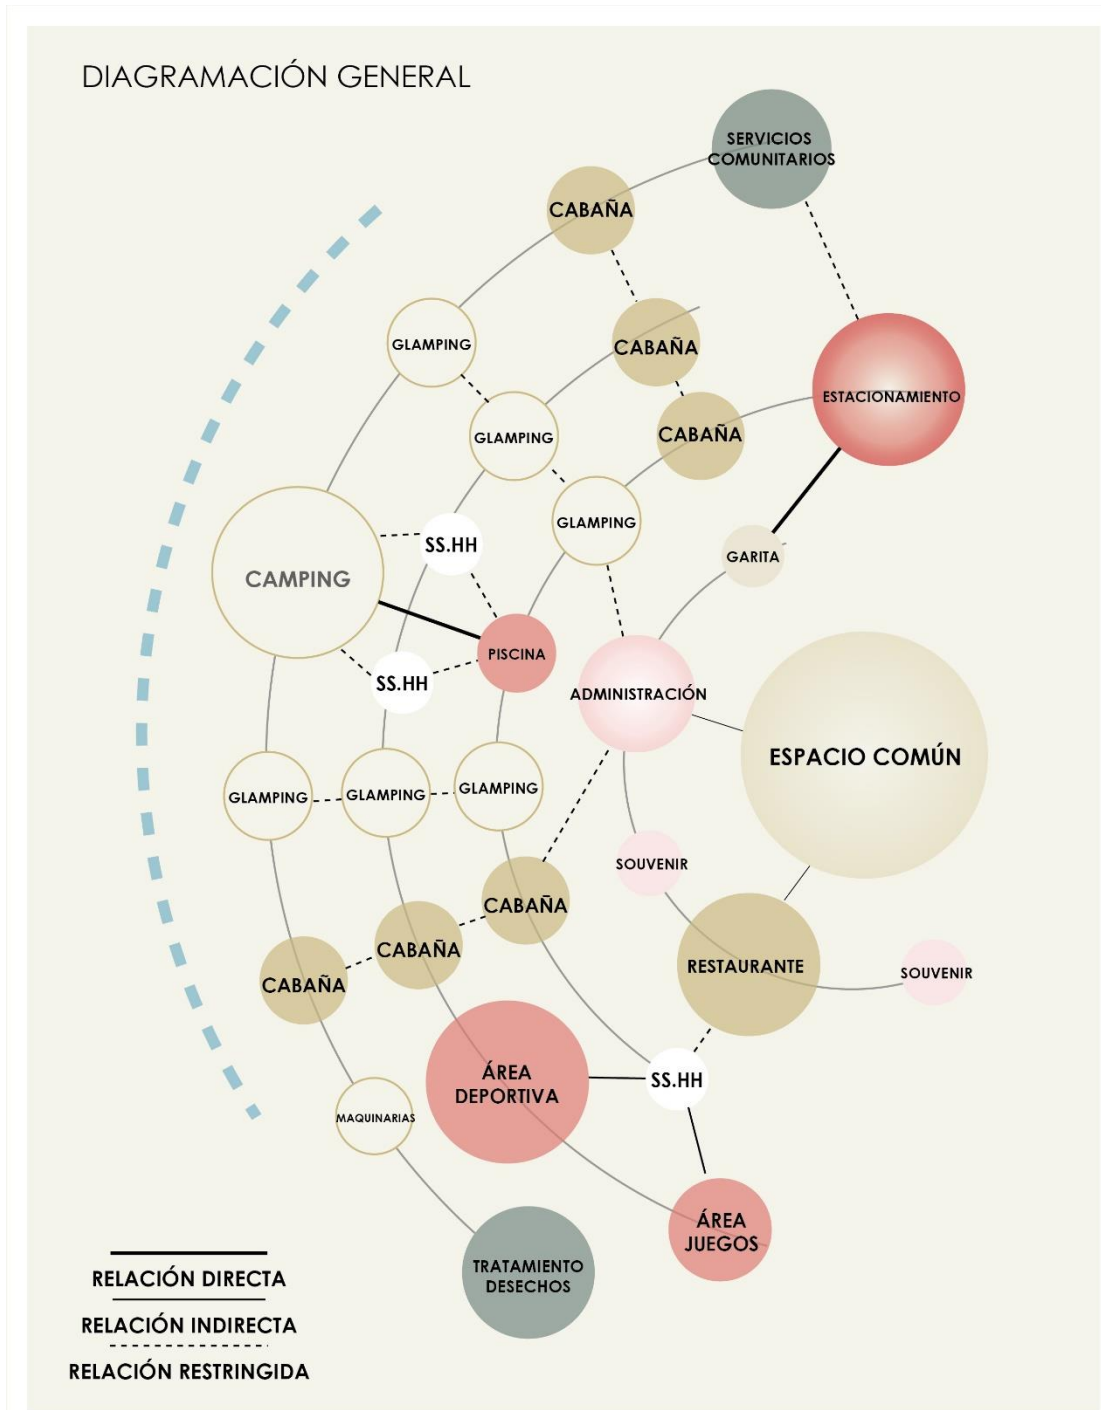 DIAGRAMACIÓN GENERAL
SERVICIOS
COMUNITARIOS
CABAÑA
GLAMPING
CABAÑA
ESTACIONAMIENTO
GLAMPING
CABAÑA
GLAMPING
SS.HH
GARITA
CAMPING
PISCINA
SS.HH
ADMINISTRACIÓN
ESPACIO COMÚN
GLAMPING
GLAMPING
GLAMPING
SOUVENIR
CABAÑA
CABAÑA
CABAÑA
RESTAURANTE
SOUVENIR
ÁREA
DEPORTIVA
SS.HH
MAQUINARIAS
ÁREA
JUEGOS
TRATAMIENTO
DESECHOS
RELACIÓN DIRECTA
RELACIÓN INDIRECTA
RELACIÓN RESTRINGIDA